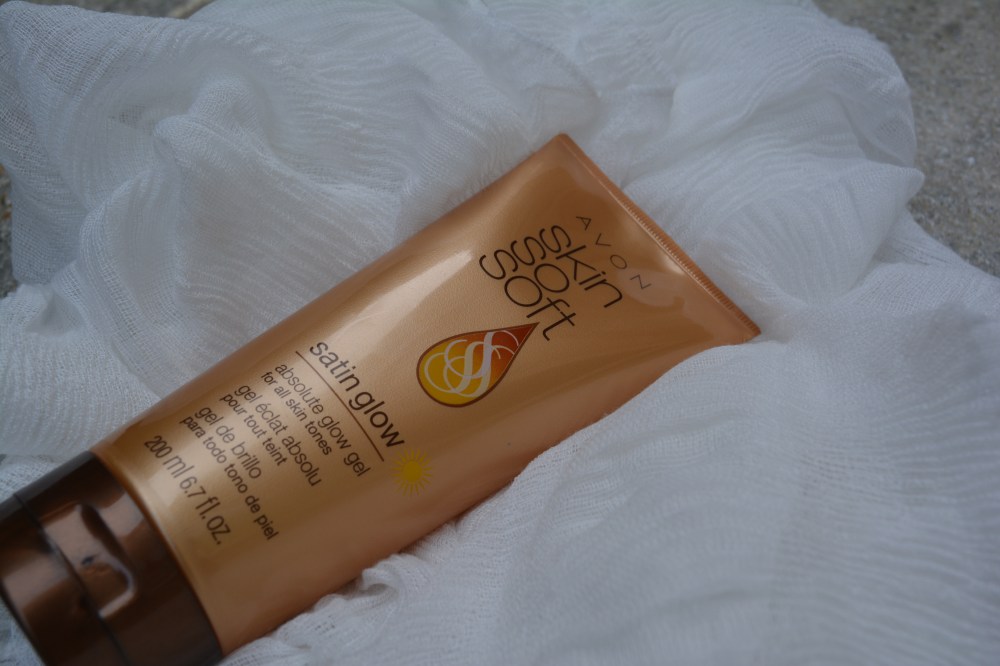 AVON
skin
so
soft
satin glow
absolute glow gel
for all skin tones
gel éclat absolu
pour tout teint
gel de brillo
para todo tono de piel
200 ml/6.7 fl.oz.